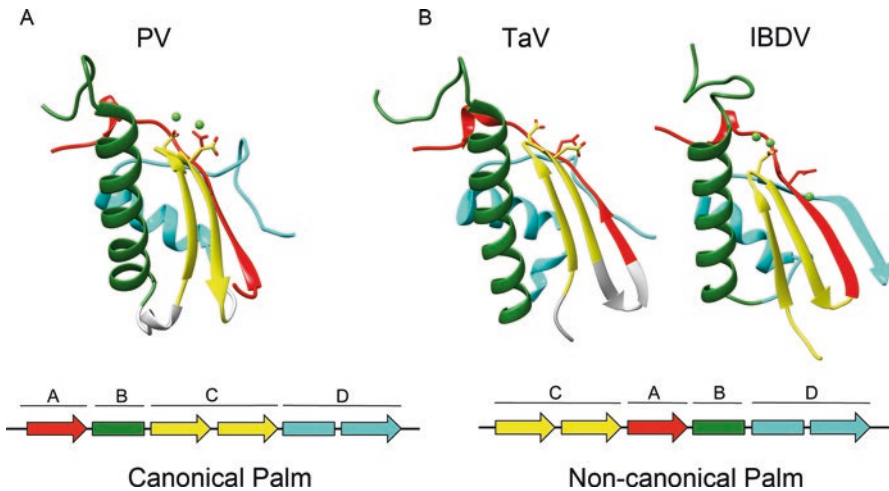 A
B
PV
TaV
IBDV
A B C D
C A B D
Canonical Palm
Non-canonical Palm